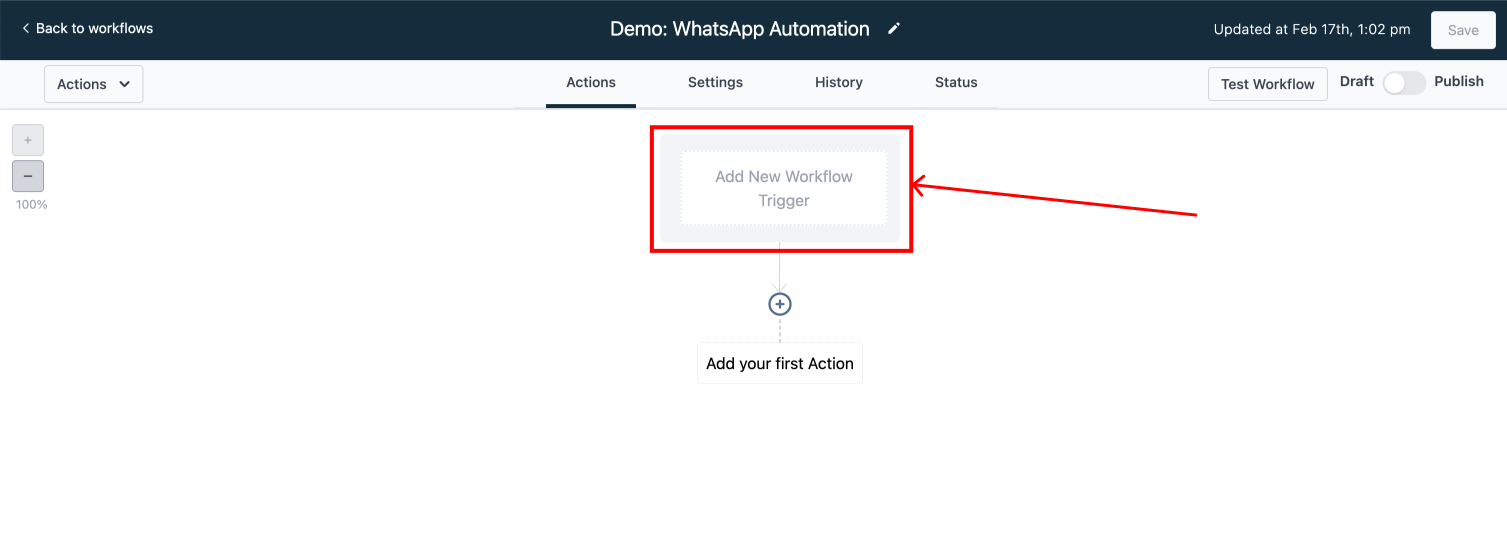 Back to workflows
Demo: WhatsApp Automation
Updated at Feb 17th, 1:02 pm
Save
Actions
Actions
Settings
History
Status
Test Workflow
Draft
Publish
+
−
100%
Add New Workflow
Trigger
Add your first Action